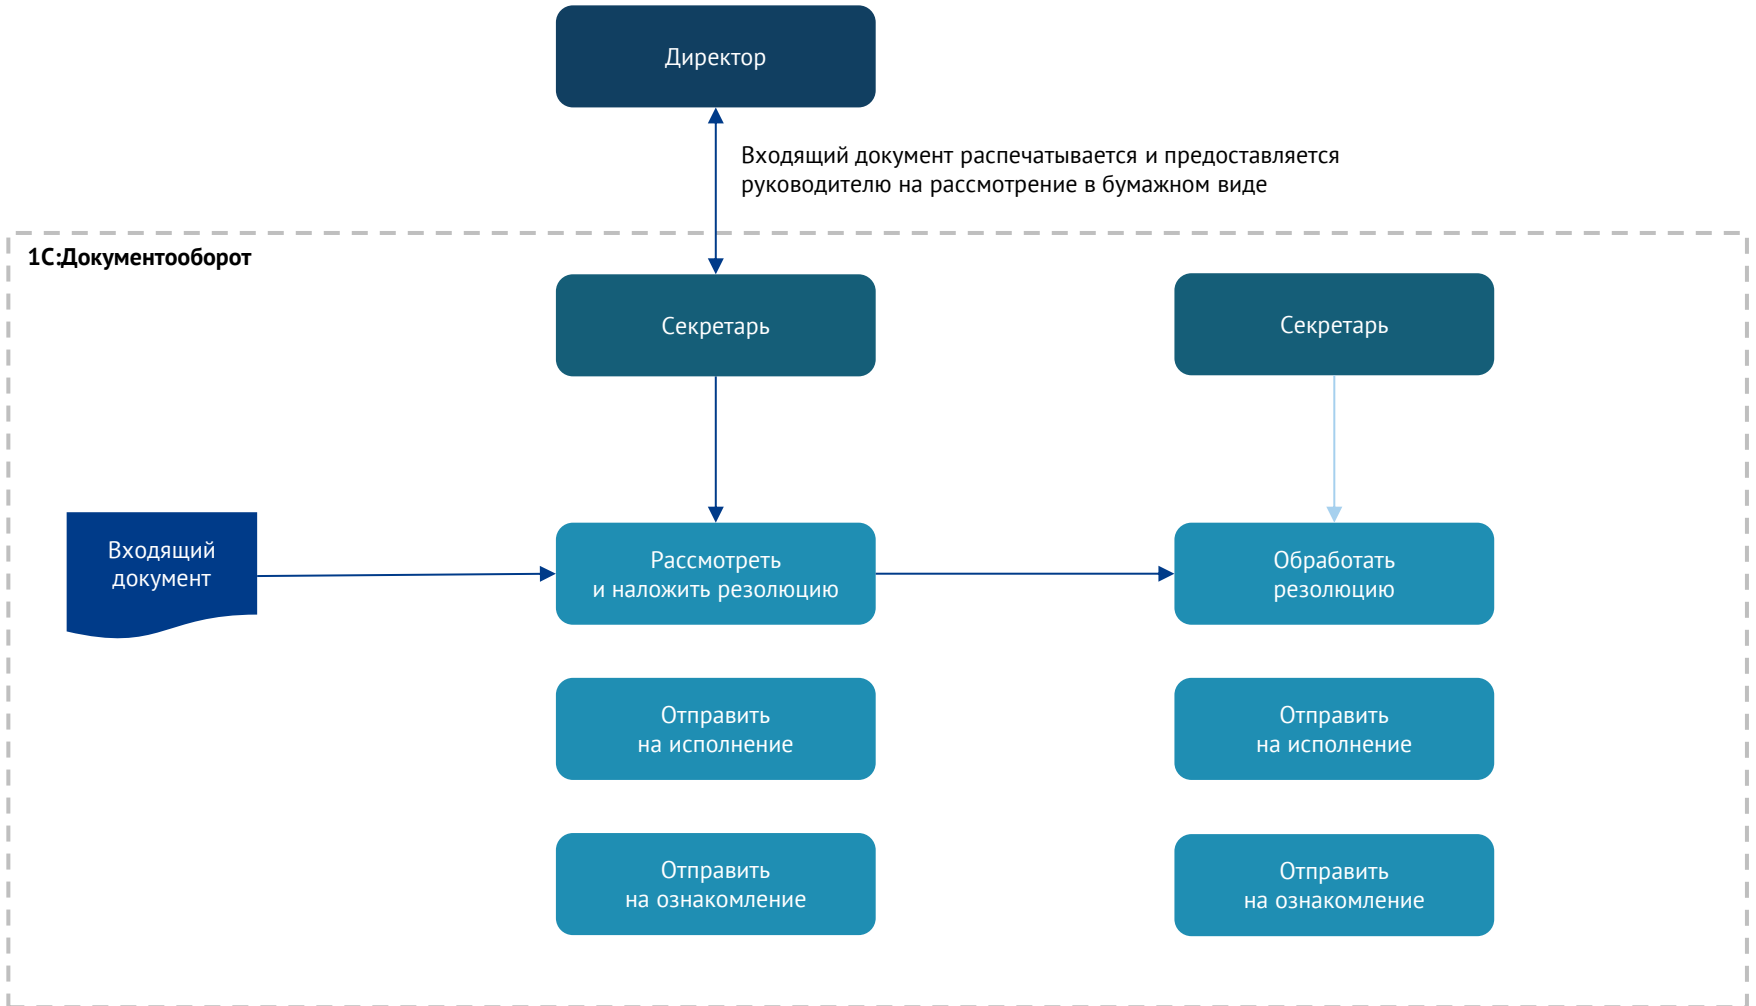 Директор
Входящий документ распечатывается и предоставляется
руководителю на рассмотрение в бумажном виде
1С:Документооборот
Секретарь
Секретарь
Входящий
документ
Рассмотреть
и наложить резолюцию
Обработать
резолюцию
Отправить
на исполнение
Отправить
на исполнение
Отправить
на ознакомление
Отправить
на ознакомление